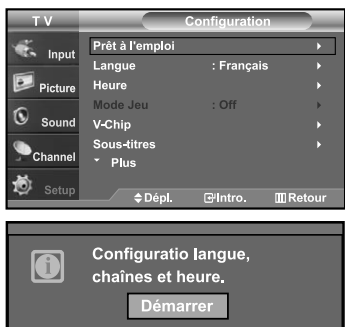 T V
Configuration
Input
Picture
Sound
Channel
Setup
Prêt à l'emploi
Langue : Français
Heure
Mode Jeu : Off
V-Chip
Sous-titres
Plus
Dépl. Intro. Retour
Configuratio langue,
chaînes et heure.
Démarrer